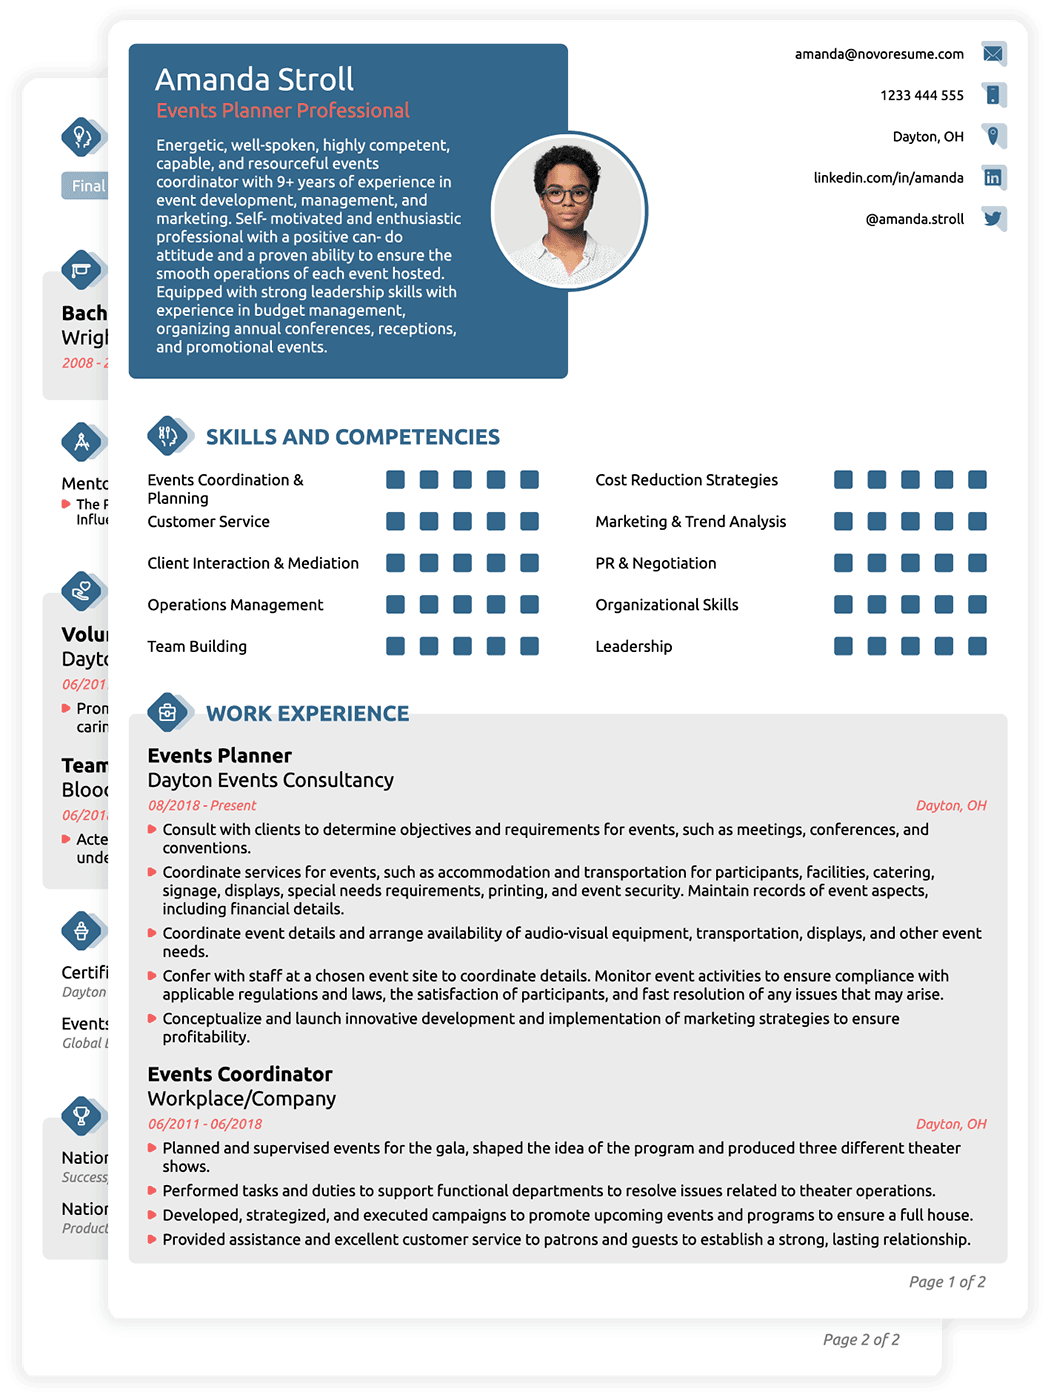 Amanda Stroll
Events Planner Professional
Energetic, well-spoken, highly competent,
capable, and resourceful events
coordinator with 9+ years of experience in
event development, management, and
marketing. Self- motivated and enthusiastic
professional with a positive can- do
attitude and a proven ability to ensure the
smooth operations of each event hosted.
Equipped with strong leadership skills with
experience in budget management,
organizing annual conferences, receptions,
and promotional events.
amanda@novoresume.com
1233 444 555
Dayton, OH
linkedin.com/in/amanda
@amanda.stroll
SKILLS AND COMPETENCIES
Events Coordination &
Planning
Customer Service
Client Interaction & Mediation
Operations Management
Team Building
Cost Reduction Strategies
Marketing & Trend Analysis
PR & Negotiation
Organizational Skills
Leadership
WORK EXPERIENCE
Events Planner
Dayton Events Consultancy
08/2018 - Present
Dayton, OH
Consult with clients to determine objectives and requirements for events, such as meetings, conferences, and
conventions.
Coordinate services for events, such as accommodation and transportation for participants, facilities, catering,
signage, displays, special needs requirements, printing, and event security. Maintain records of event aspects,
including financial details.
Coordinate event details and arrange availability of audio-visual equipment, transportation, displays, and other event
needs.
Confer with staff at a chosen event site to coordinate details. Monitor event activities to ensure compliance with
applicable regulations and laws, the satisfaction of participants, and fast resolution of any issues that may arise.
Conceptualize and launch innovative development and implementation of marketing strategies to ensure
profitability.
Events Coordinator
Workplace/Company
06/2011 - 06/2018
Dayton, OH
Planned and supervised events for the gala, shaped the idea of the program and produced three different theater
shows.
Performed tasks and duties to support functional departments to resolve issues related to theater operations.
Developed, strategized, and executed campaigns to promote upcoming events and programs to ensure a full house.
Provided assistance and excellent customer service to patrons and guests to establish a strong, lasting relationship.
Page 1 of 2
Final
Bach
Wrigh
2008 -
Mento
The
Influe
Volu
Dayto
06/201
Prom
carin
Team
Blood
06/201
Acte
unde
Certifi
Dayton
Events
Global
Nation
Success
Nation
Product
Page 2 of 2